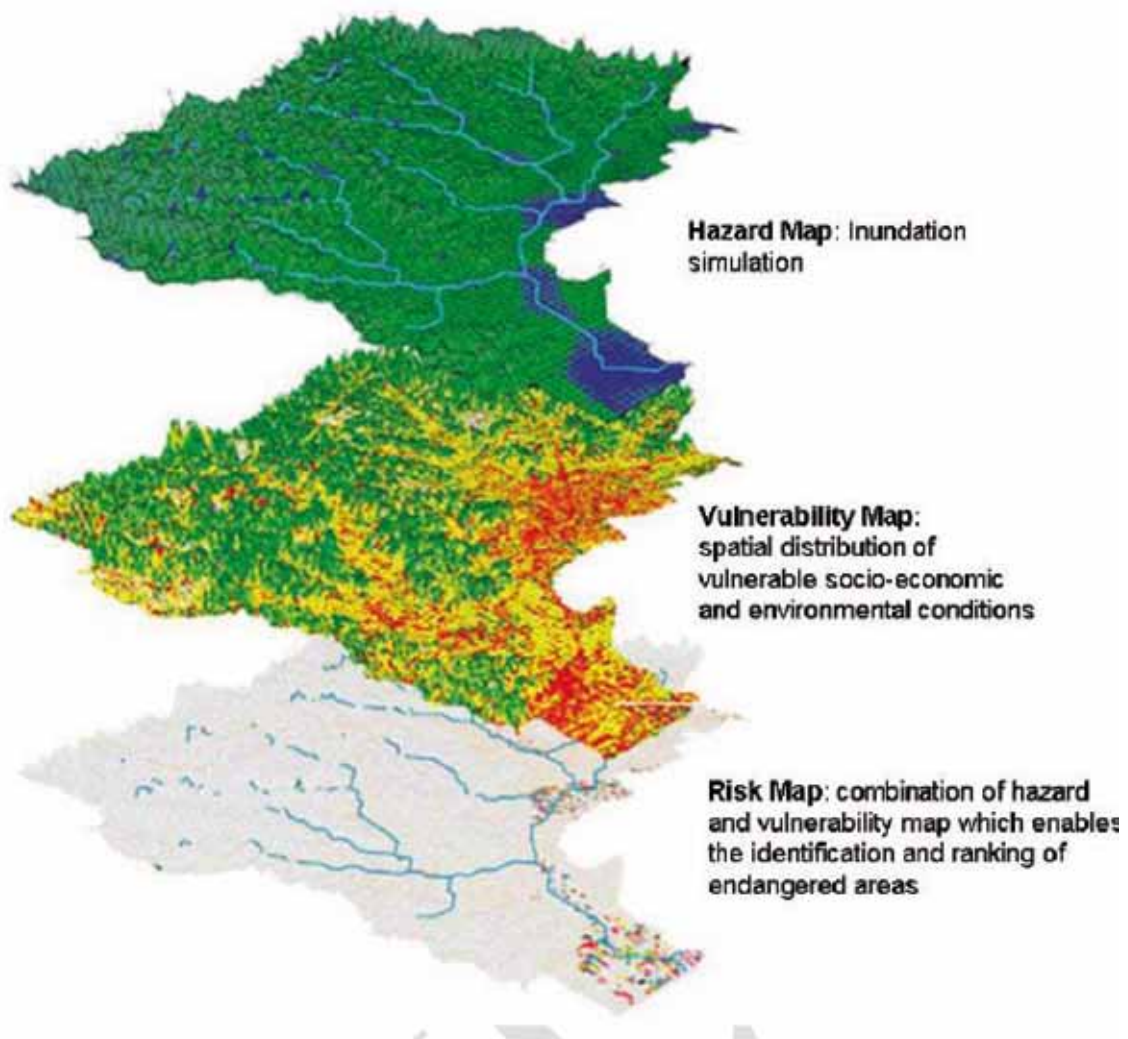 Hazard Map: Inundation
simulation
Vulnerability Map:
spatial distribution of
vulnerable socio-economic
and environmental conditions
Risk Map: combination of hazard
and vulnerability map which enables
the identification and ranking of
endangered areas